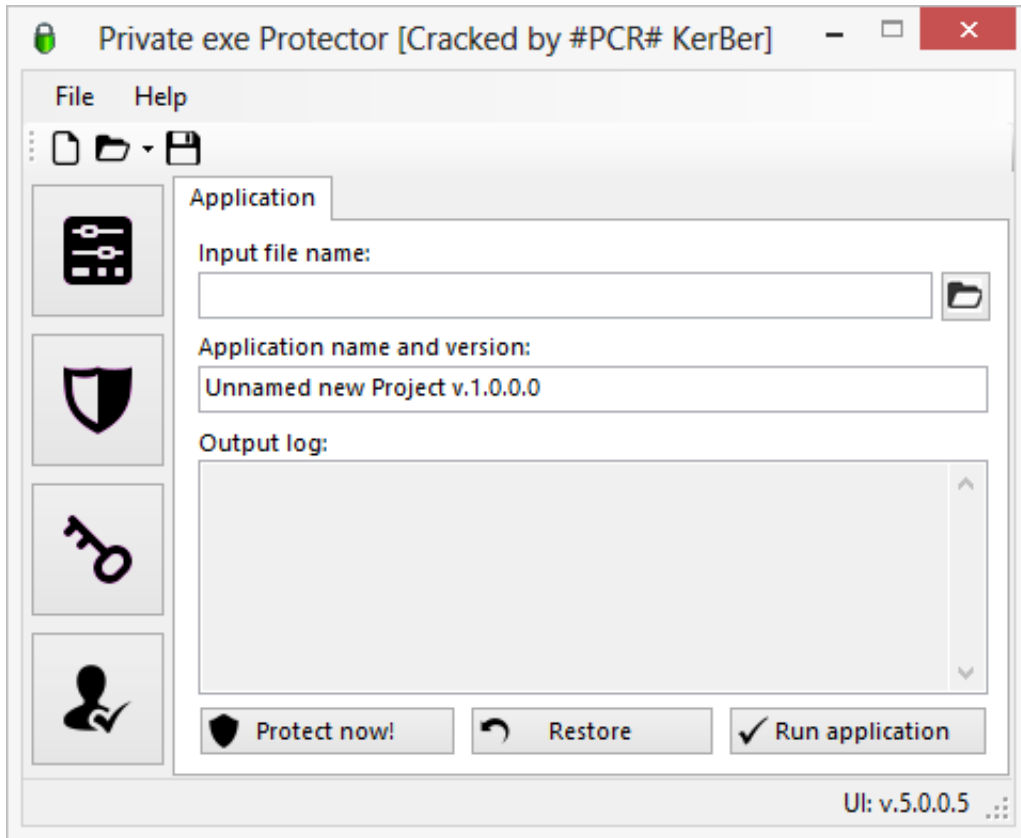 Private exe Protector [Cracked by #PCR# KerBer]
File Help
Application
Input file name:
Application name and version:
Unnamed new Project v.1.0.0.0
Output log:
Protect now! Restore Run application
UI: v.5.0.0.5